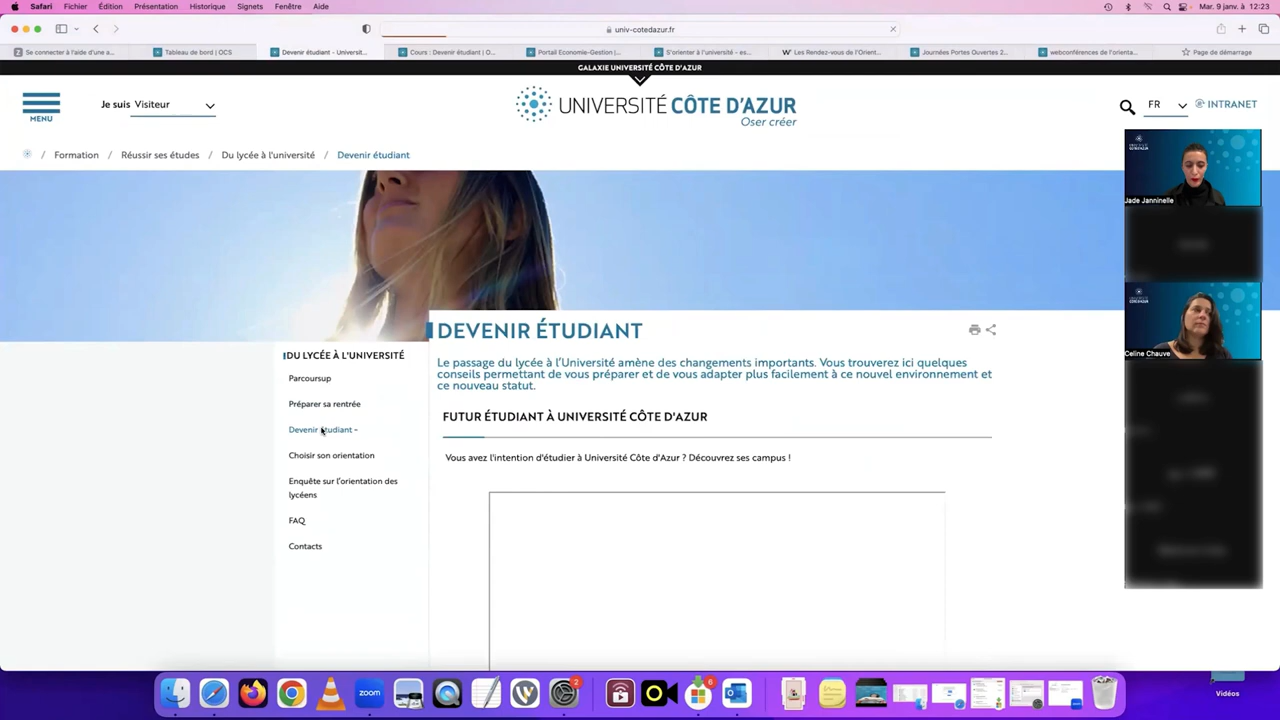 Safari Fichier Édition Présentation Historique Signets Fenêtre Aide Mar. 9 janv. à 12:23
univ-cotedazur.fr
Se connecter à l'aide d'une a... Tableau de bord | OCS Devenir étudiant - Universit... Cours : Devenir étudiant | O... Portail Economie-Gestion |... S'orienter à l'université - es... Les Rendez-vous de l'Orient... Journées Portes Ouvertes 2... webconférences de l'orienta... Page de démarrage
GALAXIE UNIVERSITÉ CÔTE D'AZUR
MENU
Je suis Visiteur
UNIVERSITÉ CÔTE D'AZUR
Oser créer
FR
INTRANET
/ Formation / Réussir ses études / Du lycée à l'université / Devenir étudiant
Jade Janninelle
Celine Chauve
DEVENIR ÉTUDIANT
Le passage du lycée à l'Université amène des changements importants. Vous trouverez ici quelques
conseils permettant de vous préparer et de vous adapter plus facilement à ce nouvel environnement et
ce nouveau statut.
DU LYCÉE À L'UNIVERSITÉ
Parcoursup
Préparer sa rentrée
Devenir étudiant -
Choisir son orientation
Enquête sur l'orientation des
lycéens
FAQ
Contacts
FUTUR ÉTUDIANT À UNIVERSITÉ CÔTE D'AZUR
Vous avez l'intention d'étudier à Université Côte d'Azur ? Découvrez ses campus !
zoom
2
6
Vidéos